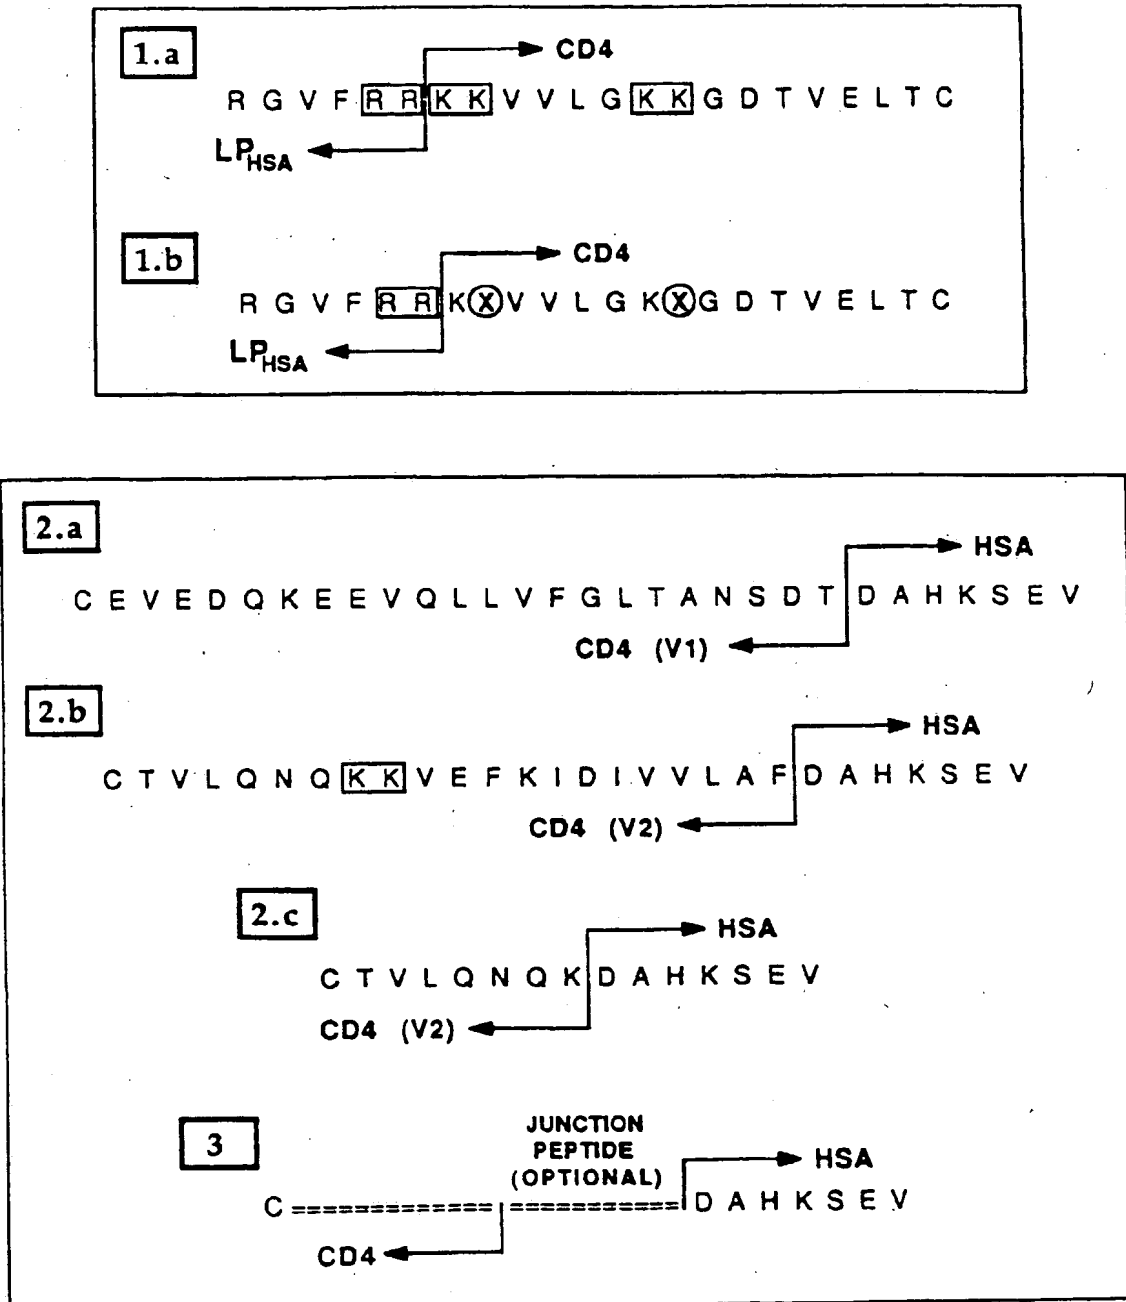 1.a
CD4
R G V F R R K K V V L G K K G D T V E L T C
LPHSA
1.b
CD4
R G V F R R K X V V L G K X G D T V E L T C
LPHSA
2.a
HSA
C E V E D Q K E E V Q L L V F G L T A N S D T D A H K S E V
CD4 (V1)
2.b
HSA
C T V L Q N Q K K V E F K I D I V V L A F D A H K S E V
CD4 (V2)
2.c
HSA
C T V L Q N Q K D A H K S E V
CD4 (V2)
3
JUNCTION
PEPTIDE
(OPTIONAL)
HSA
C ============= =========== D A H K S E V
CD4